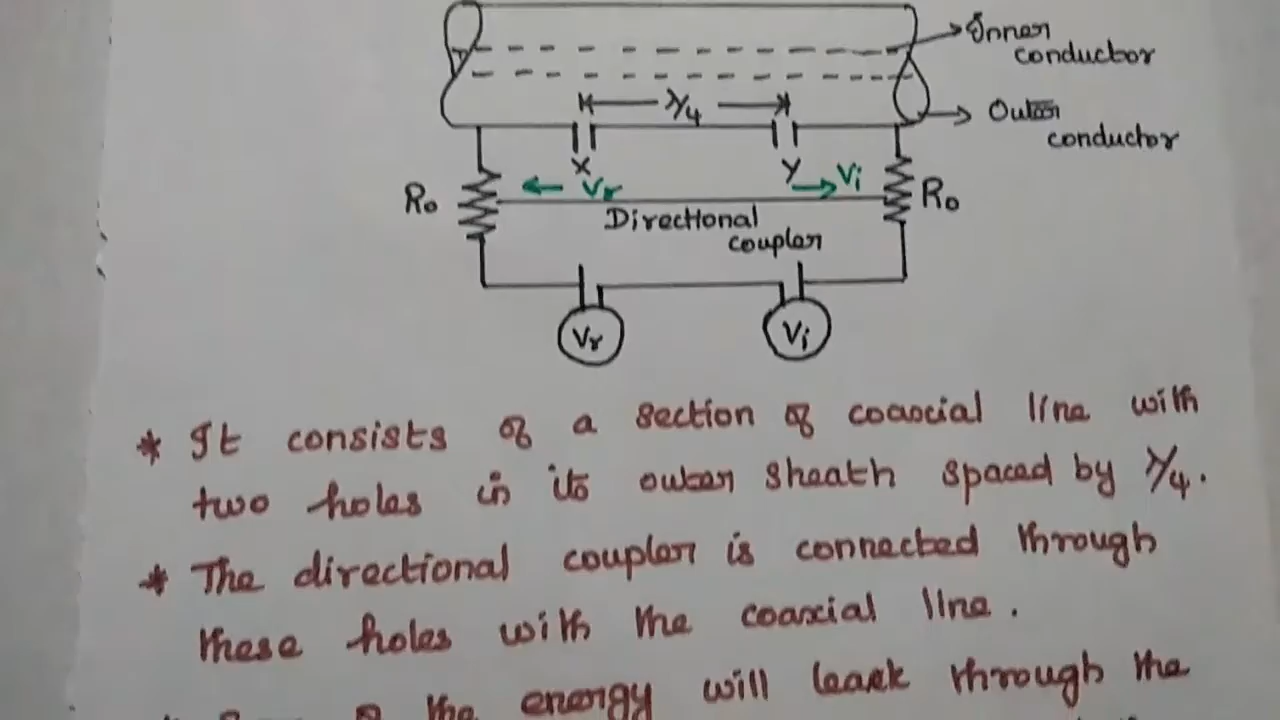 Inner
conductor
λ/4
Outer
conductor
X
Y
Vr
Vi
Ro
Ro
Directional
coupler
Vr
Vi
* It consists of a section of coaxial line with
two holes in its outer sheath spaced by λ/4.
* The directional coupler is connected through
these holes with the coaxial line.
the energy will leak through the